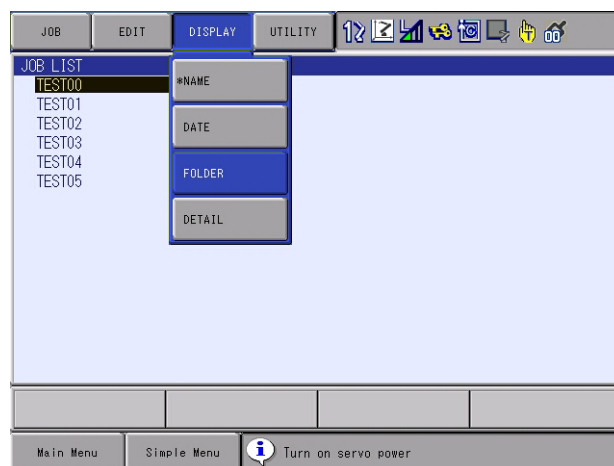 JOB EDIT DISPLAY UTILITY
JOB LIST
TEST00
TEST01
TEST02
TEST03
TEST04
TEST05
*NAME
DATE
FOLDER
DETAIL
Main Menu Simple Menu Turn on servo power